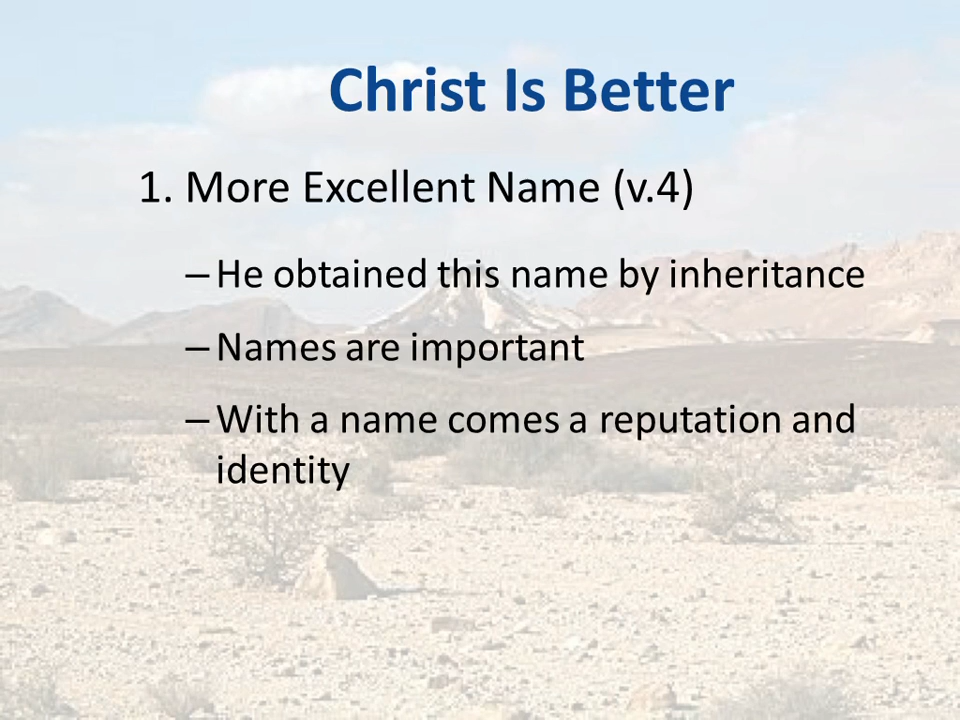 Christ Is Better
1. More Excellent Name (v.4)
– He obtained this name by inheritance
– Names are important
– With a name comes a reputation and
identity